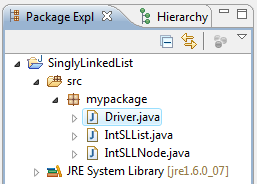 Package Expl
Hierarchy
SinglyLinkedList
src
mypackage
Driver.java
IntSLList.java
IntSLLNode.java
JRE System Library [jre1.6.0_07]